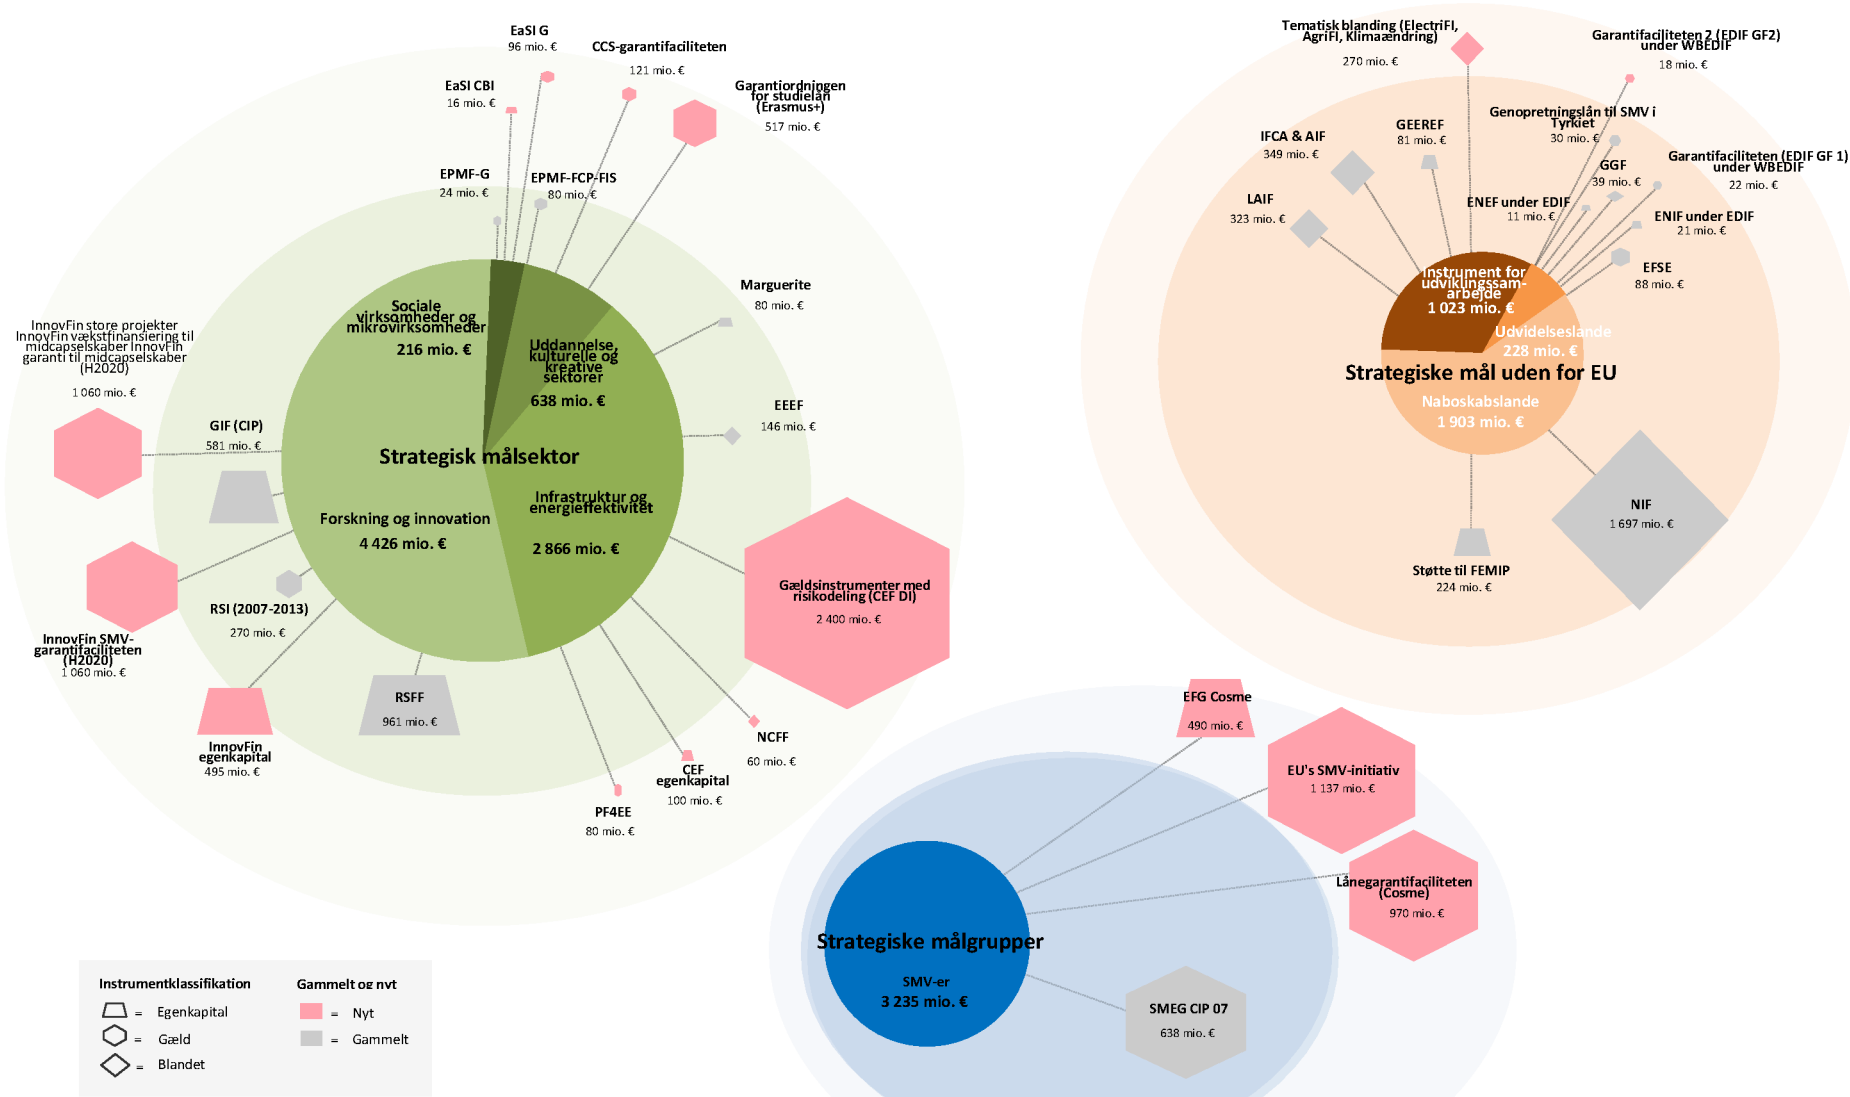 EaSI G
96 mio. €
CCS-garantifaciliteten
121 mio. €
EaSI CBI
16 mio. €
Garantiordningen
for studielån
(Erasmus+)
517 mio. €
EPMF-G
24 mio. €
EPMF-FCP-FIS
80 mio. €
Marguerite
80 mio. €
Sociale
virksomheder og
mikrovirksomheder
216 mio. €
Uddannelse,
kulturelle og
kreative
sektorer
638 mio. €
InnovFin store projekter
InnovFin vækstfinansiering til
midcapselskaber InnovFin
garanti til midcapselskaber
(H2020)
1 060 mio. €
GIF (CIP)
581 mio. €
EEEF
146 mio. €
Strategisk målsektor
Forskning og innovation
4 426 mio. €
Infrastruktur og
energieffektivitet
2 866 mio. €
Gældsinstrumenter med
risikodeling (CEF DI)
2 400 mio. €
RSI (2007-2013)
270 mio. €
InnovFin SMV-
garantifaciliteten
(H2020)
1 060 mio. €
RSFF
961 mio. €
InnovFin
egenkapital
495 mio. €
NCFF
60 mio. €
CEF
egenkapital
100 mio. €
PF4EE
80 mio. €
Tematisk blanding (ElectriFI,
AgriFI, Klimaændring)
270 mio. €
Garantifaciliteten 2 (EDIF GF2)
under WBEDIF
18 mio. €
Genopretningslån til SMV i
Tyrkiet
30 mio. €
GEEREF
81 mio. €
IFCA & AIF
349 mio. €
LAIF
323 mio. €
GGF
39 mio. €
Garantifaciliteten (EDIF GF 1)
under WBEDIF
22 mio. €
ENEF under EDIF
11 mio. €
ENIF under EDIF
21 mio. €
EFSE
88 mio. €
Instrument for
udviklingssam-
arbejde
1 023 mio. €
Udvidelseslande
228 mio. €
Strategiske mål uden for EU
Naboskabslande
1 903 mio. €
NIF
1 697 mio. €
Støtte til FEMIP
224 mio. €
EFG Cosme
490 mio. €
EU's SMV-initiativ
1 137 mio. €
Lånegarantifaciliteten
(Cosme)
970 mio. €
Strategiske målgrupper
SMV-er
3 235 mio. €
SMEG CIP 07
638 mio. €
Instrumentklassifikation
= Egenkapital
= Gæld
= Blandet
Gammelt og nyt
= Nyt
= Gammelt